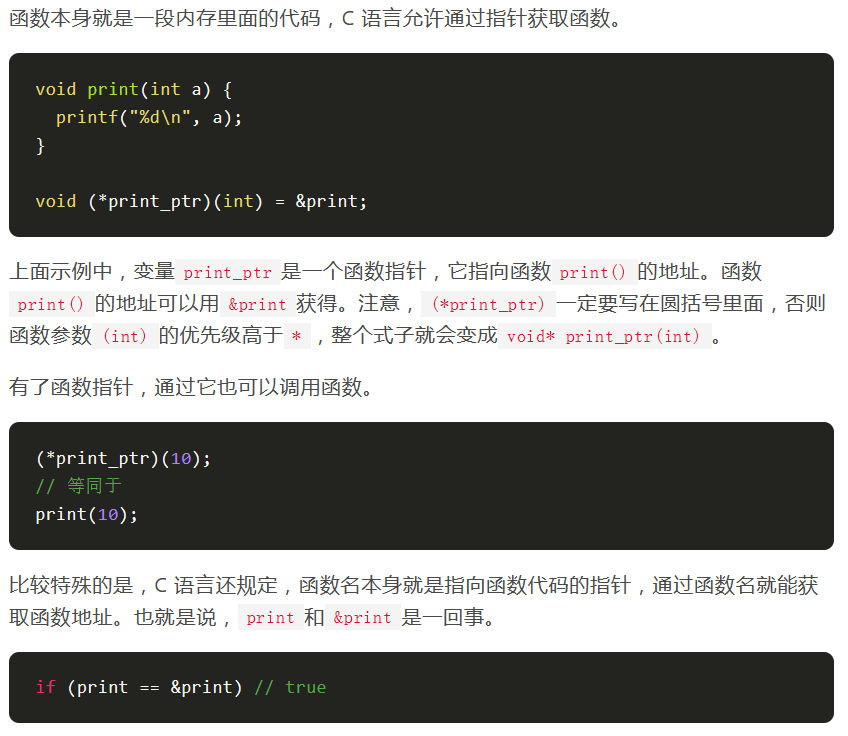 函数本身就是一段内存里面的代码，C 语言允许通过指针获取函数。
void print(int a) {
  printf("%d\n", a);
}
void (*print_ptr)(int) = &print;
上面示例中，变量 print_ptr 是一个函数指针，它指向函数 print() 的地址。函数
print() 的地址可以用 &print 获得。注意， (*print_ptr) 一定要写在圆括号里面，否则
函数参数 (int) 的优先级高于 * ，整个式子就会变成 void* print_ptr(int) 。
有了函数指针，通过它也可以调用函数。
(*print_ptr)(10);
// 等同于
print(10);
比较特殊的是，C 语言还规定，函数名本身就是指向函数代码的指针，通过函数名就能获
取函数地址。也就是说， print 和 &print 是一回事。
if (print == &print) // true